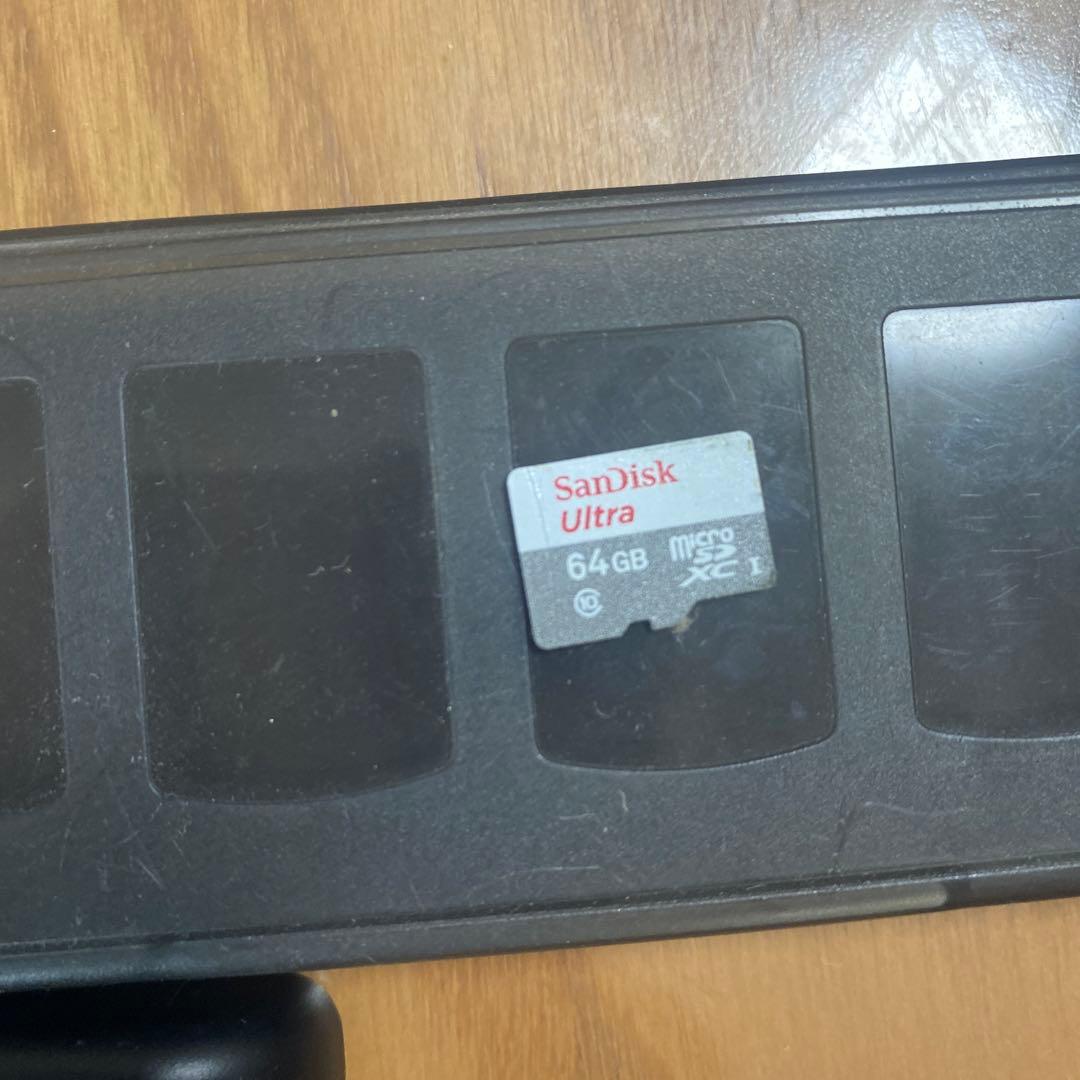 SanDisk
Ultra
64GB
micro
SD
XC I
10